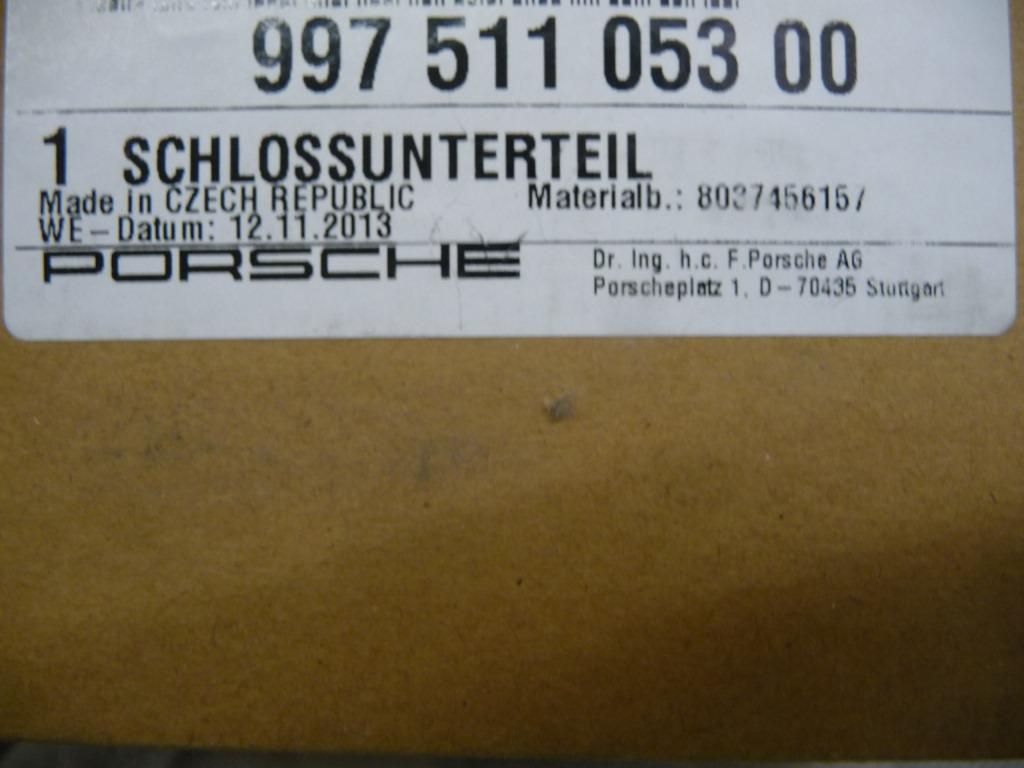 997 511 053 00
1 SCHLOSSUNTERTEIL
Made in CZECH REPUBLIC Materialb.:
WE-Datum: 12.11.2013
PORSCHE
Dr. Ing. h.c. F.Porsche AG
Porscheplatz 1, D-70435 Stuttgart